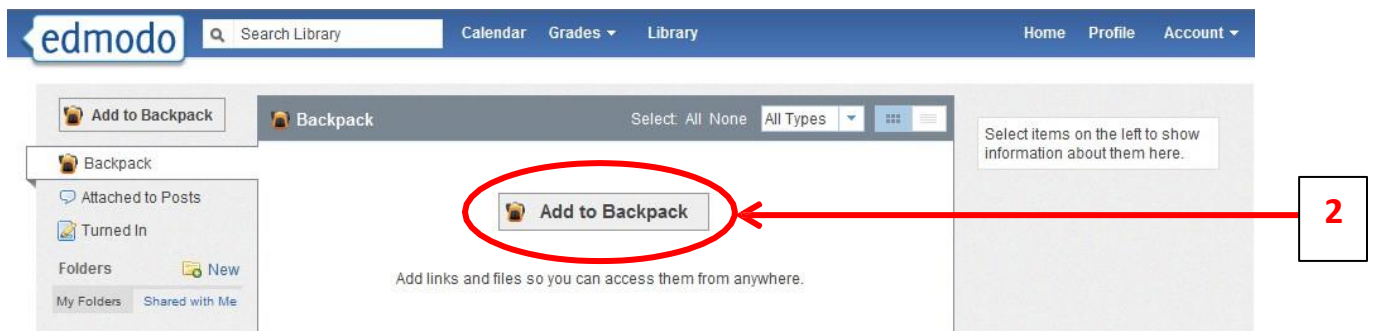 edmodo Search Library Calendar Grades Library Home Profile Account
Add to Backpack
Backpack Select: All None All Types
Select items on the left to show
information about them here.
Backpack
Attached to Posts
Add to Backpack
2
Turned In
Folders New
Add links and files so you can access them from anywhere.
My Folders Shared with Me